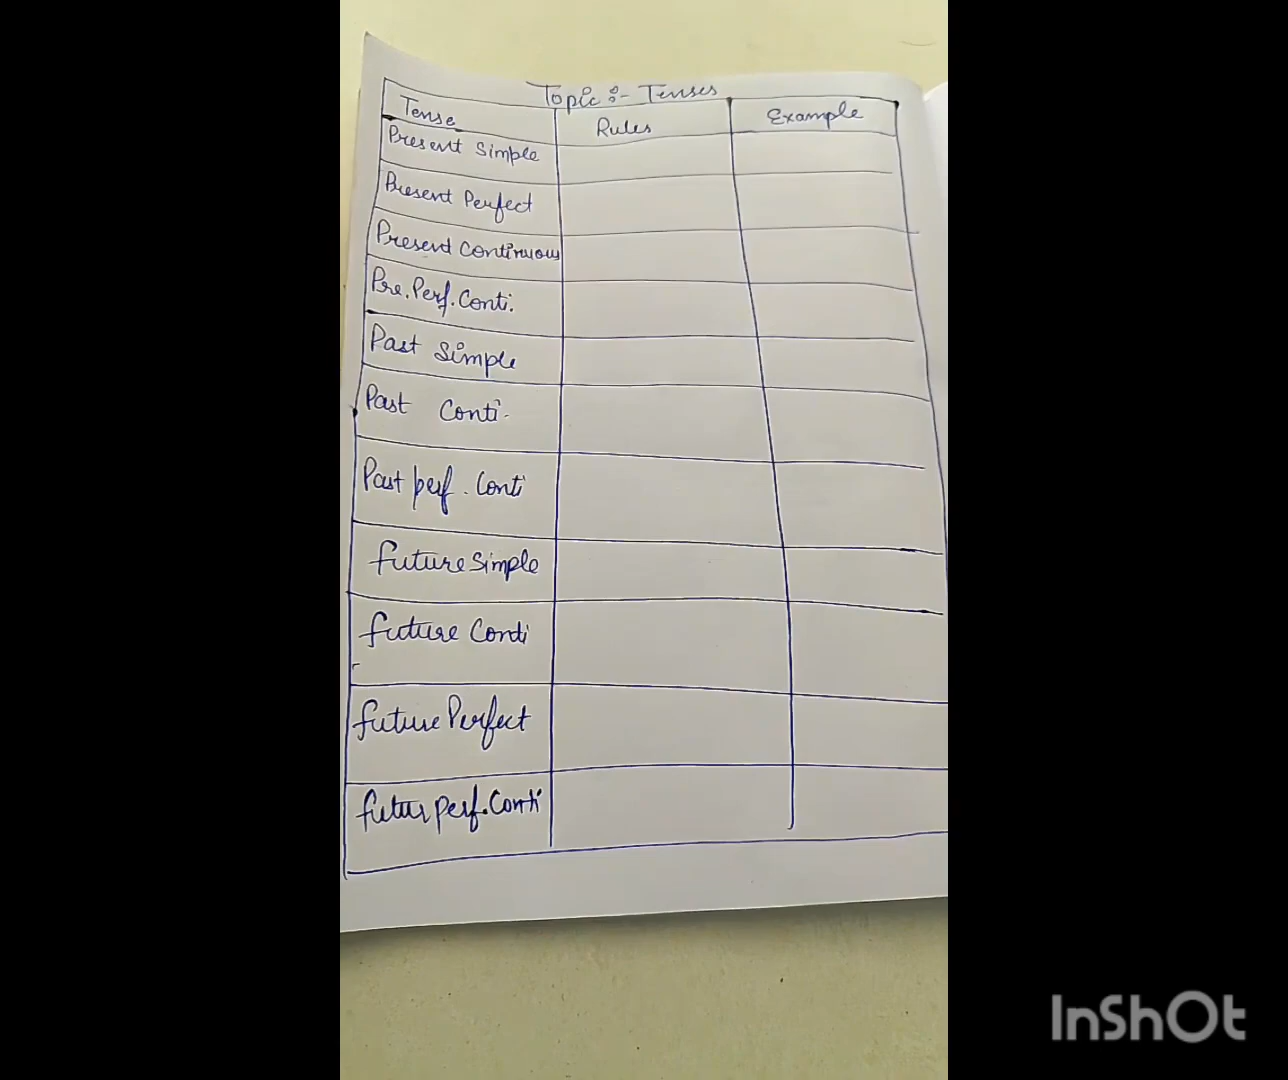 Topic :- Tenses
Tense Rules Example
Present Simple
Present Perfect
Present Continuous
Pre. Perf. Conti.
Past Simple
Past Conti.
Past perf. Conti
future Simple
future Conti
future Perfect
futur perf. Conti
InShOt